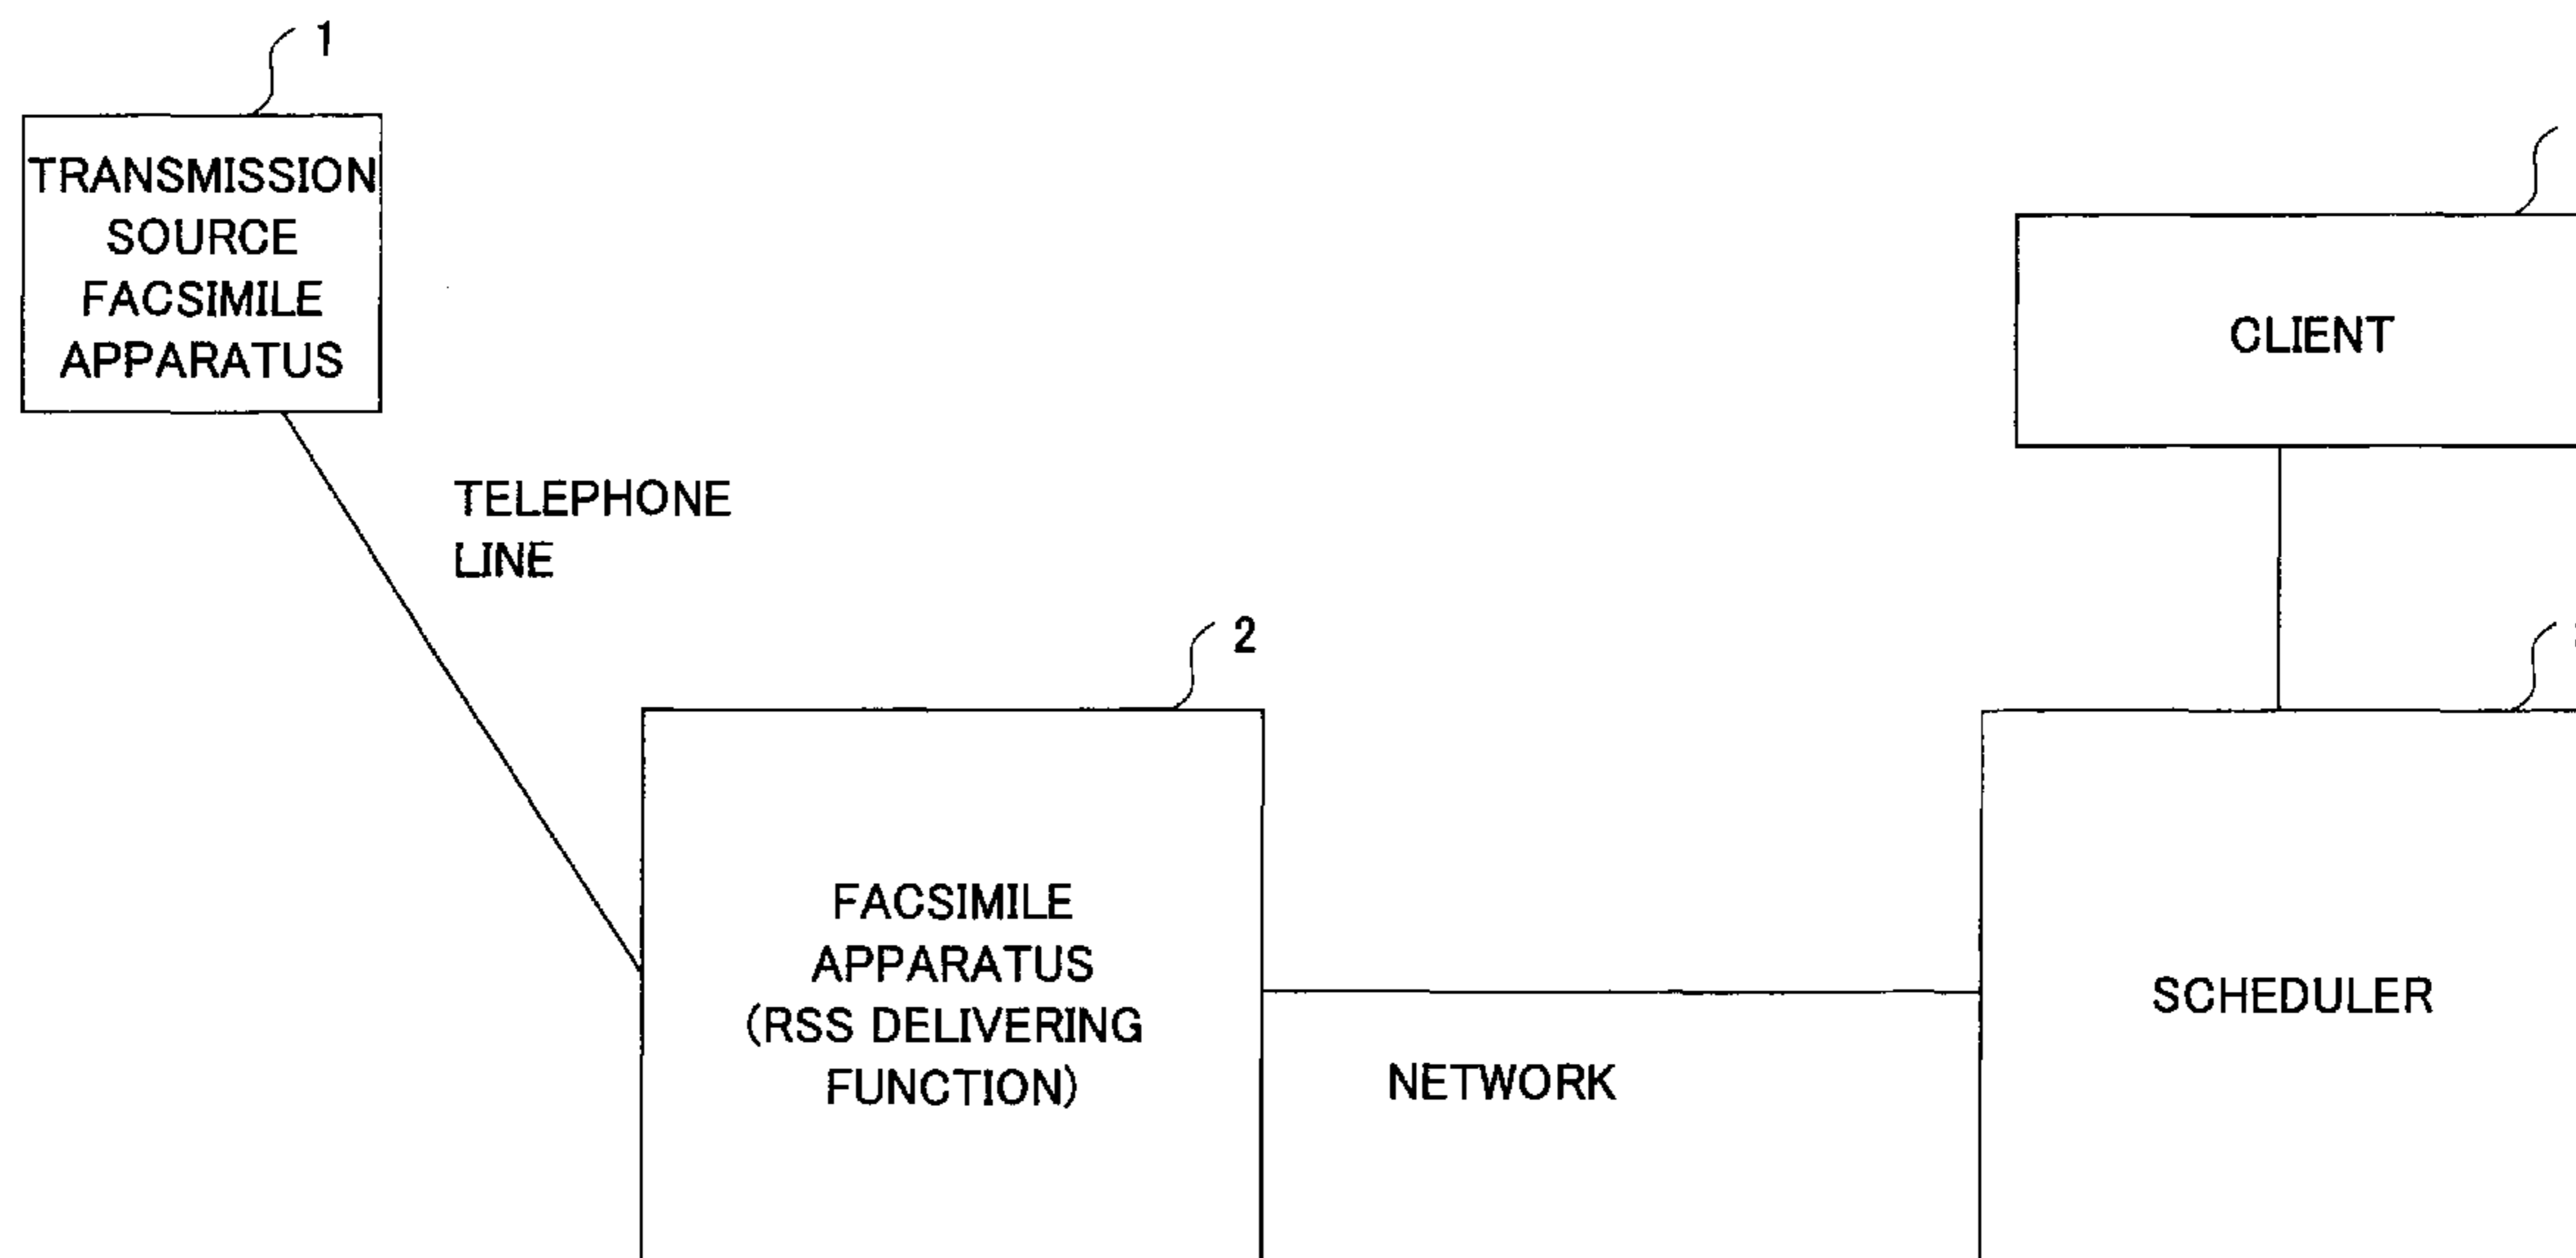 1
TRANSMISSION
SOURCE
FACSIMILE
APPARATUS
CLIENT
TELEPHONE
LINE
2
FACSIMILE
APPARATUS
(RSS DELIVERING
FUNCTION)
NETWORK
SCHEDULER